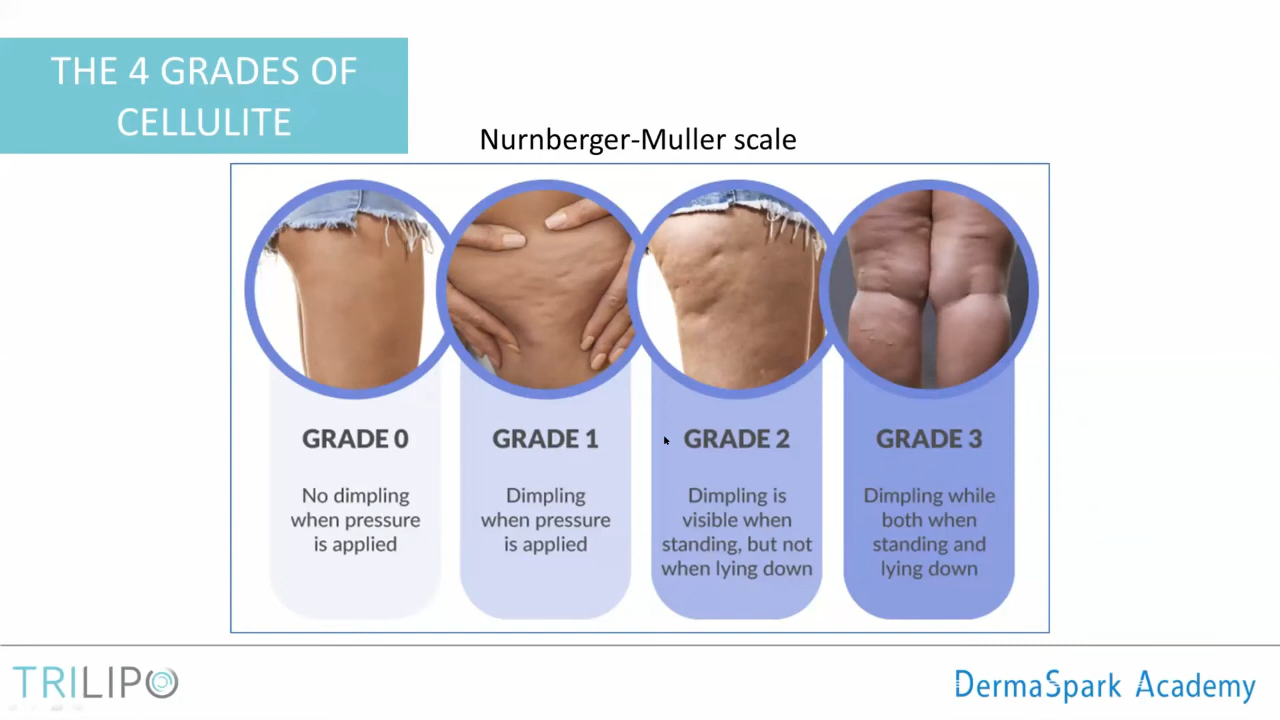 THE 4 GRADES OF
CELLULITE
Nurnberger-Muller scale
GRADE 0
No dimpling
when pressure
is applied
GRADE 1
Dimpling
when pressure
is applied
GRADE 2
Dimpling is
visible when
standing, but not
when lying down
GRADE 3
Dimpling while
both when
standing and
lying down
TRILIPO
DermaSpark Academy